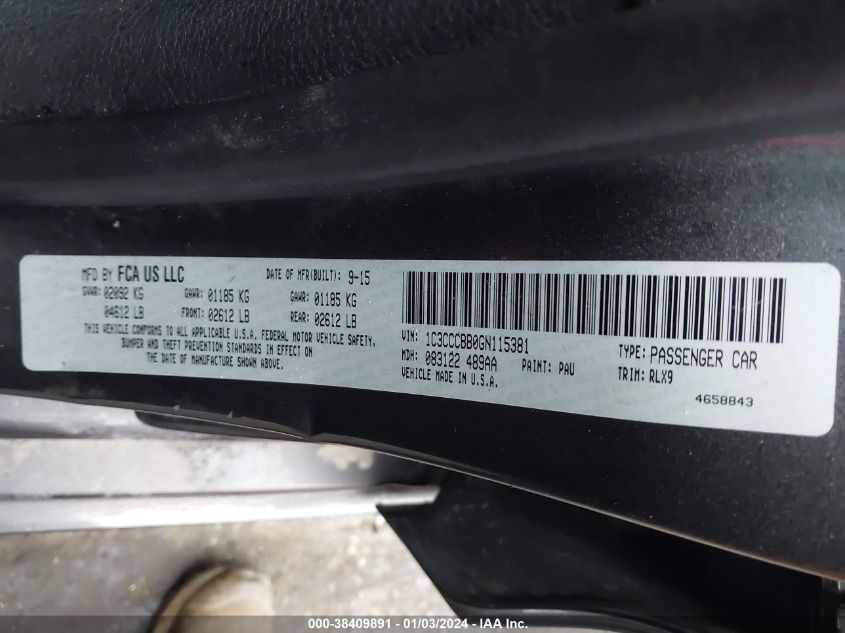 MFD BY FCA US LLC DATE OF MFR(BUILT): 9-15
GVWR: 02092 KG GAWR: 01185 KG GAWR: 01185 KG
04612 LB FRONT: 02612 LB REAR: 02612 LB
THIS VEHICLE CONFORMS TO ALL APPLICABLE U.S.A. FEDERAL MOTOR VEHICLE SAFETY,
BUMPER AND THEFT PREVENTION STANDARDS IN EFFECT ON
THE DATE OF MANUFACTURE SHOWN ABOVE.
VIN: 1C3CCCBB0GN115381 TYPE: PASSENGER CAR
MDH: 083122 489AA PAINT: PAU TRIM: RLX9
VEHICLE MADE IN U.S.A.
4658843
000-38409891 - 01/03/2024 - IAA Inc.